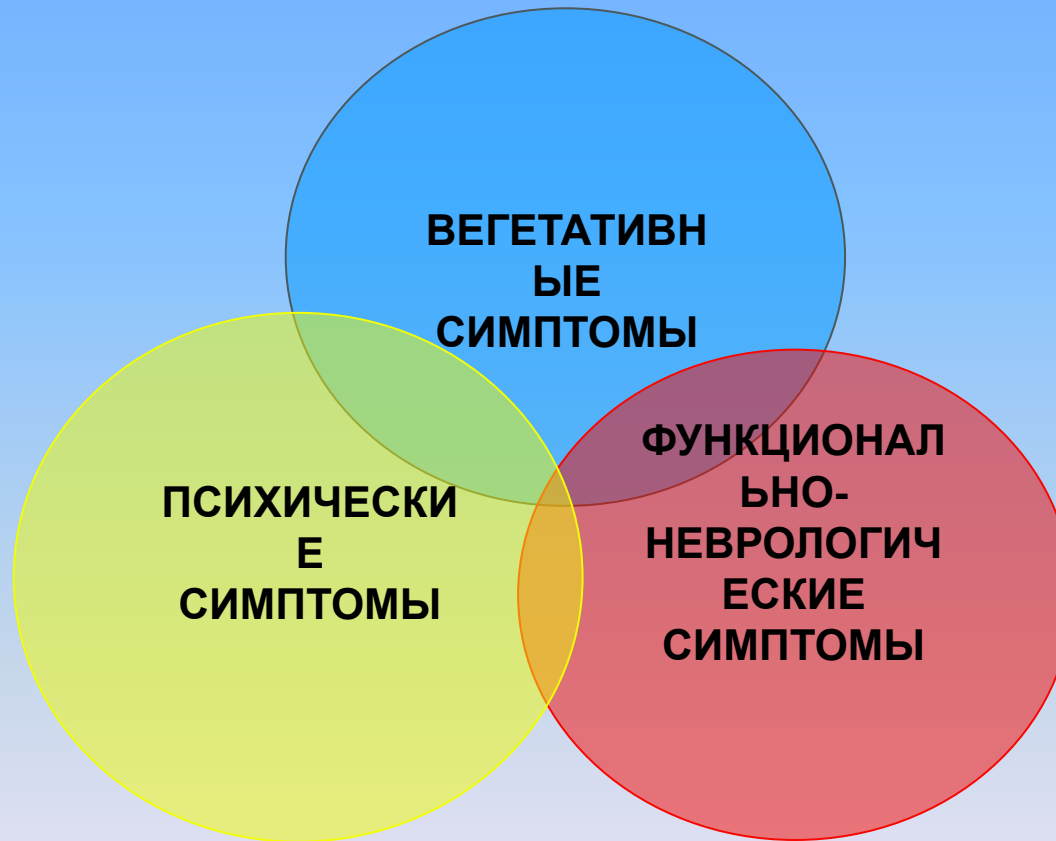 ВЕГЕТАТИВН
ЫЕ
СИМПТОМЫ
ПСИХИЧЕСКИ
Е
СИМПТОМЫ
ФУНКЦИОНАЛ
ЬНО-
НЕВРОЛОГИЧ
ЕСКИЕ
СИМПТОМЫ